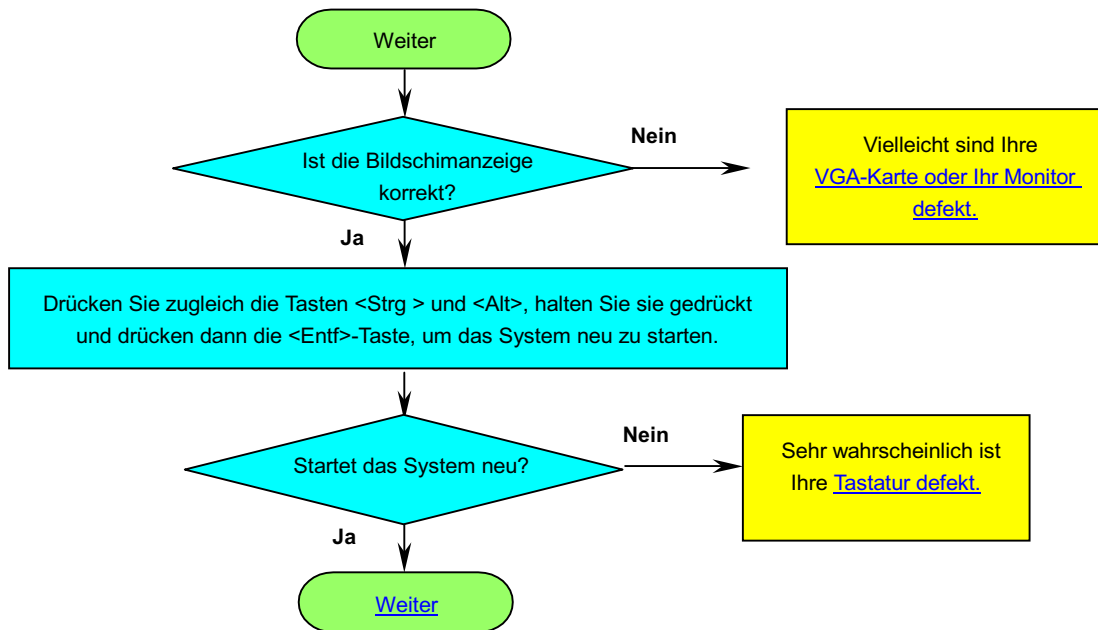 Weiter
Ist die Bildschimanzeige
korrekt?
Nein
Vielleicht sind Ihre
VGA-Karte oder Ihr Monitor
defekt.
Ja
Drücken Sie zugleich die Tasten <Strg > und <Alt>, halten Sie sie gedrückt
und drücken dann die <Entf>-Taste, um das System neu zu starten.
Startet das System neu?
Nein
Sehr wahrscheinlich ist
Ihre Tastatur defekt.
Ja
Weiter